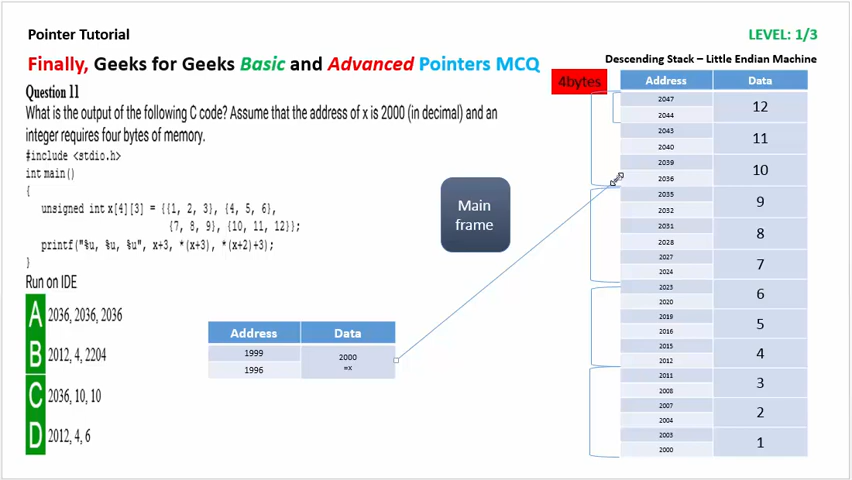 Pointer Tutorial
LEVEL: 1/3
Finally, Geeks for Geeks Basic and Advanced Pointers MCQ
Descending Stack – Little Endian Machine
Question 11
What is the output of the following C code? Assume that the address of x is 2000 (in decimal) and an
integer requires four bytes of memory.
#include <stdio.h>
int main()
{
unsigned int x[4][3] = {{1, 2, 3}, {4, 5, 6},
{7, 8, 9}, {10, 11, 12}};
printf("%u, %u, %u", x+3, *(x+3), *(x+2)+3);
}
Run on IDE
A 2036, 2036, 2036
B 2012, 4, 2204
C 2036, 10, 10
D 2012, 4, 6
Main
frame
Address Data
1999
2000
=x
1996
4bytes
Address Data
2047
12
2044
2043
11
2040
2039
10
2036
2035
9
2032
2031
8
2028
2027
7
2024
2023
6
2020
2019
5
2016
2015
4
2012
2011
3
2008
2007
2
2004
2003
1
2000